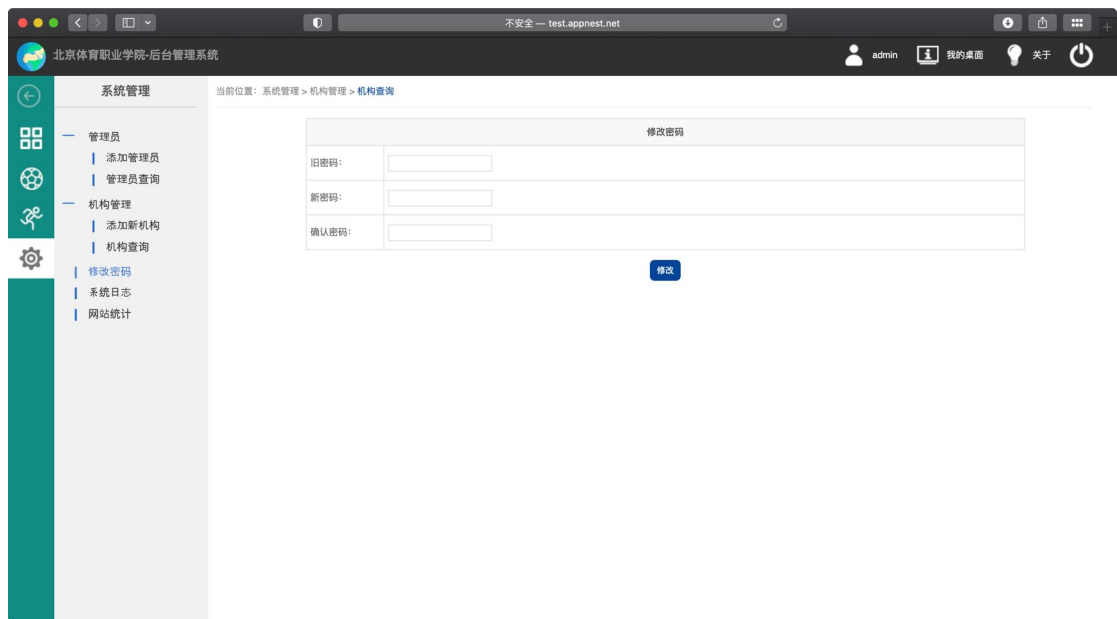 不安全 — test.appnest.net
北京体育职业学院-后台管理系统
admin
我的桌面
关于
系统管理
当前位置：系统管理 > 机构管理 > 机构查询
管理员
添加管理员
管理员查询
机构管理
添加新机构
机构查询
修改密码
系统日志
网站统计
修改密码
旧密码：
新密码：
确认密码：
修改